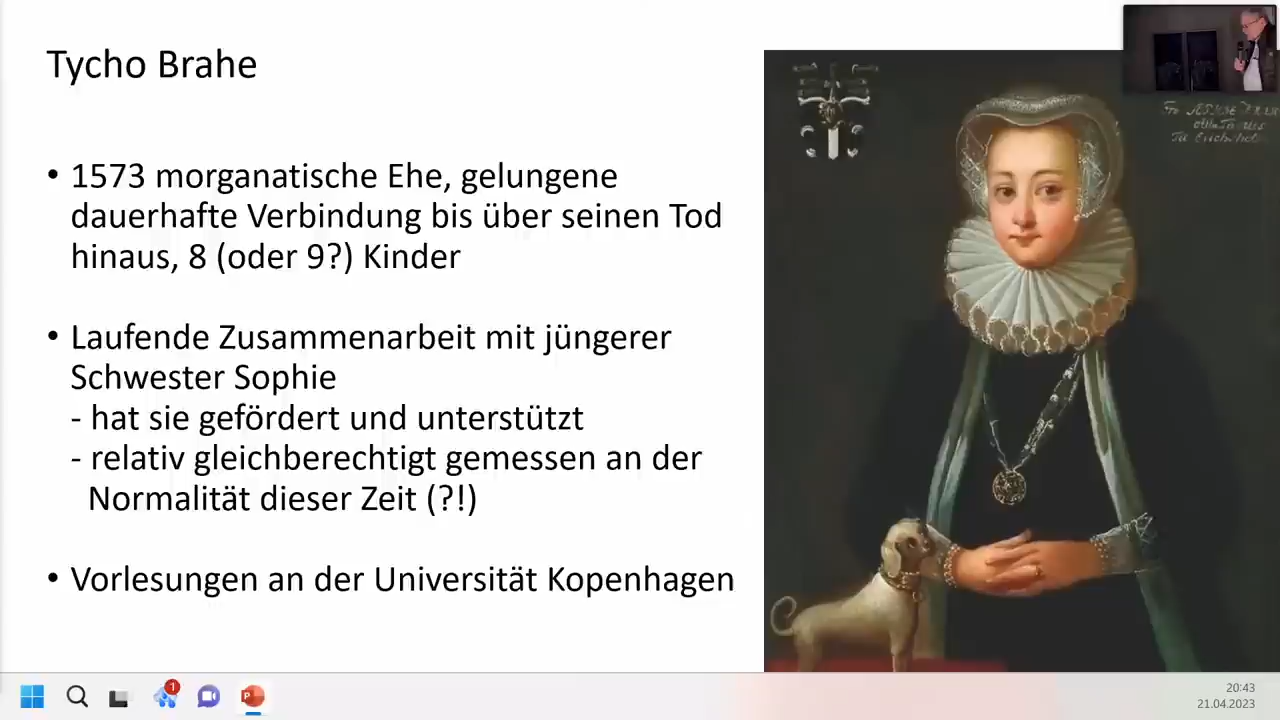 Tycho Brahe
• 1573 morganatische Ehe, gelungene
dauerhafte Verbindung bis über seinen Tod
hinaus, 8 (oder 9?) Kinder
• Laufende Zusammenarbeit mit jüngerer
Schwester Sophie
- hat sie gefördert und unterstützt
- relativ gleichberechtigt gemessen an der
Normalität dieser Zeit (?!)
• Vorlesungen an der Universität Kopenhagen
1
P
20:43
21.04.2023